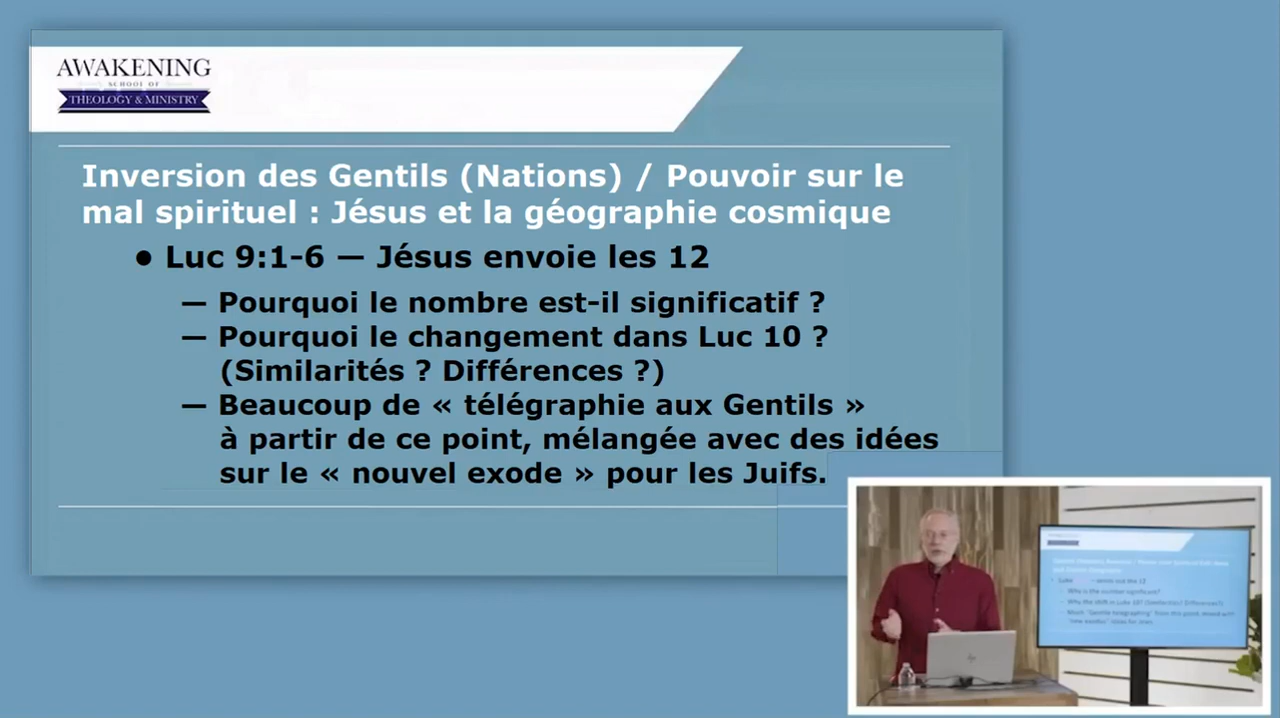 AWAKENING
SCHOOL OF
THEOLOGY & MINISTRY
Inversion des Gentils (Nations) / Pouvoir sur le
mal spirituel : Jésus et la géographie cosmique
• Luc 9:1-6 — Jésus envoie les 12
— Pourquoi le nombre est-il significatif ?
— Pourquoi le changement dans Luc 10 ?
(Similarités ? Différences ?)
— Beaucoup de « télégraphie aux Gentils »
à partir de ce point, mélangée avec des idées
sur le « nouvel exode » pour les Juifs.
AWAKENING